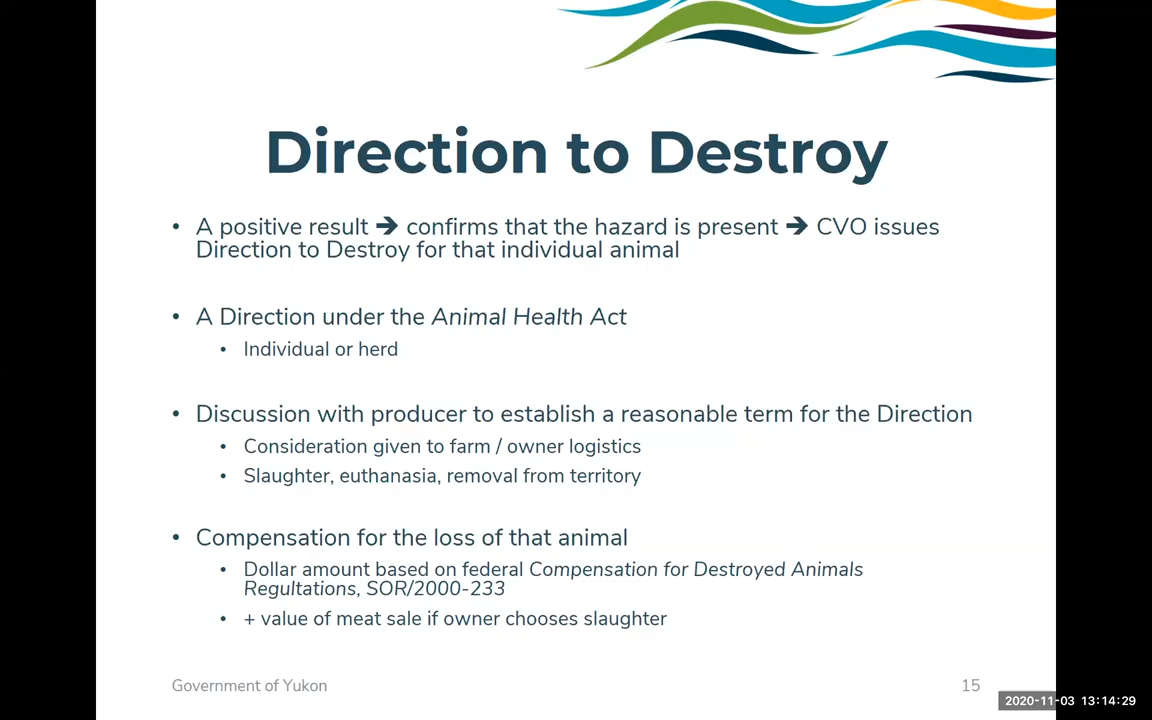 Direction to Destroy
• A positive result ➔ confirms that the hazard is present ➔ CVO issues
Direction to Destroy for that individual animal
• A Direction under the Animal Health Act
• Individual or herd
• Discussion with producer to establish a reasonable term for the Direction
• Consideration given to farm / owner logistics
• Slaughter, euthanasia, removal from territory
• Compensation for the loss of that animal
• Dollar amount based on federal Compensation for Destroyed Animals
Regultations, SOR/2000-233
• + value of meat sale if owner chooses slaughter
Government of Yukon
15
2020-11-03 13:14:29